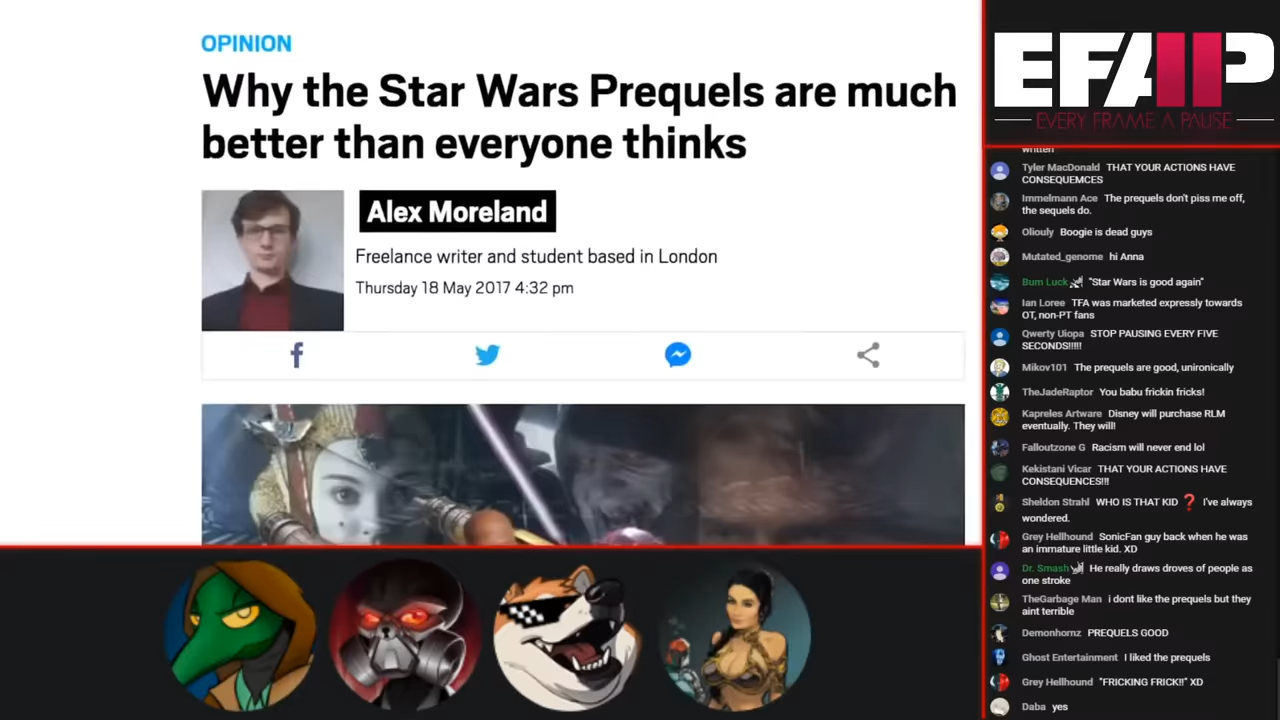 OPINION
Why the Star Wars Prequels are much
better than everyone thinks
Alex Moreland
Freelance writer and student based in London
Thursday 18 May 2017 4:32 pm
EFAP
EVERY FRAME A PAUSE
written
Tyler MacDonald THAT YOUR ACTIONS HAVE
CONSEQUEMCES
Immelmann Ace The prequels don't piss me off,
the sequels do.
Oliouly Boogie is dead guys
Mutated_genome hi Anna
Bum Luck "Star Wars is good again"
Ian Loree TFA was marketed expressly towards
OT, non-PT fans
Qwerty Uiopa STOP PAUSING EVERY FIVE
SECONDS!!!!!
Mikov101 The prequels are good, unironically
TheJadeRaptor You babu frickin fricks!
Kapreles Artware Disney will purchase RLM
eventually. They will!
Falloutzone G Racism will never end lol
Kekistani Vicar THAT YOUR ACTIONS HAVE
CONSEQUENCES!!!
Sheldon Strahl WHO IS THAT KID ❓ I've always
wondered.
Grey Hellhound SonicFan guy back when he was
an immature little kid. XD
Dr. Smash He really draws droves of people as
one stroke
TheGarbage Man i dont like the prequels but they
aint terrible
Demonhornz PREQUELS GOOD
Ghost Entertainment I liked the prequels
Grey Hellhound "FRICKING FRICK!!" XD
Daba yes